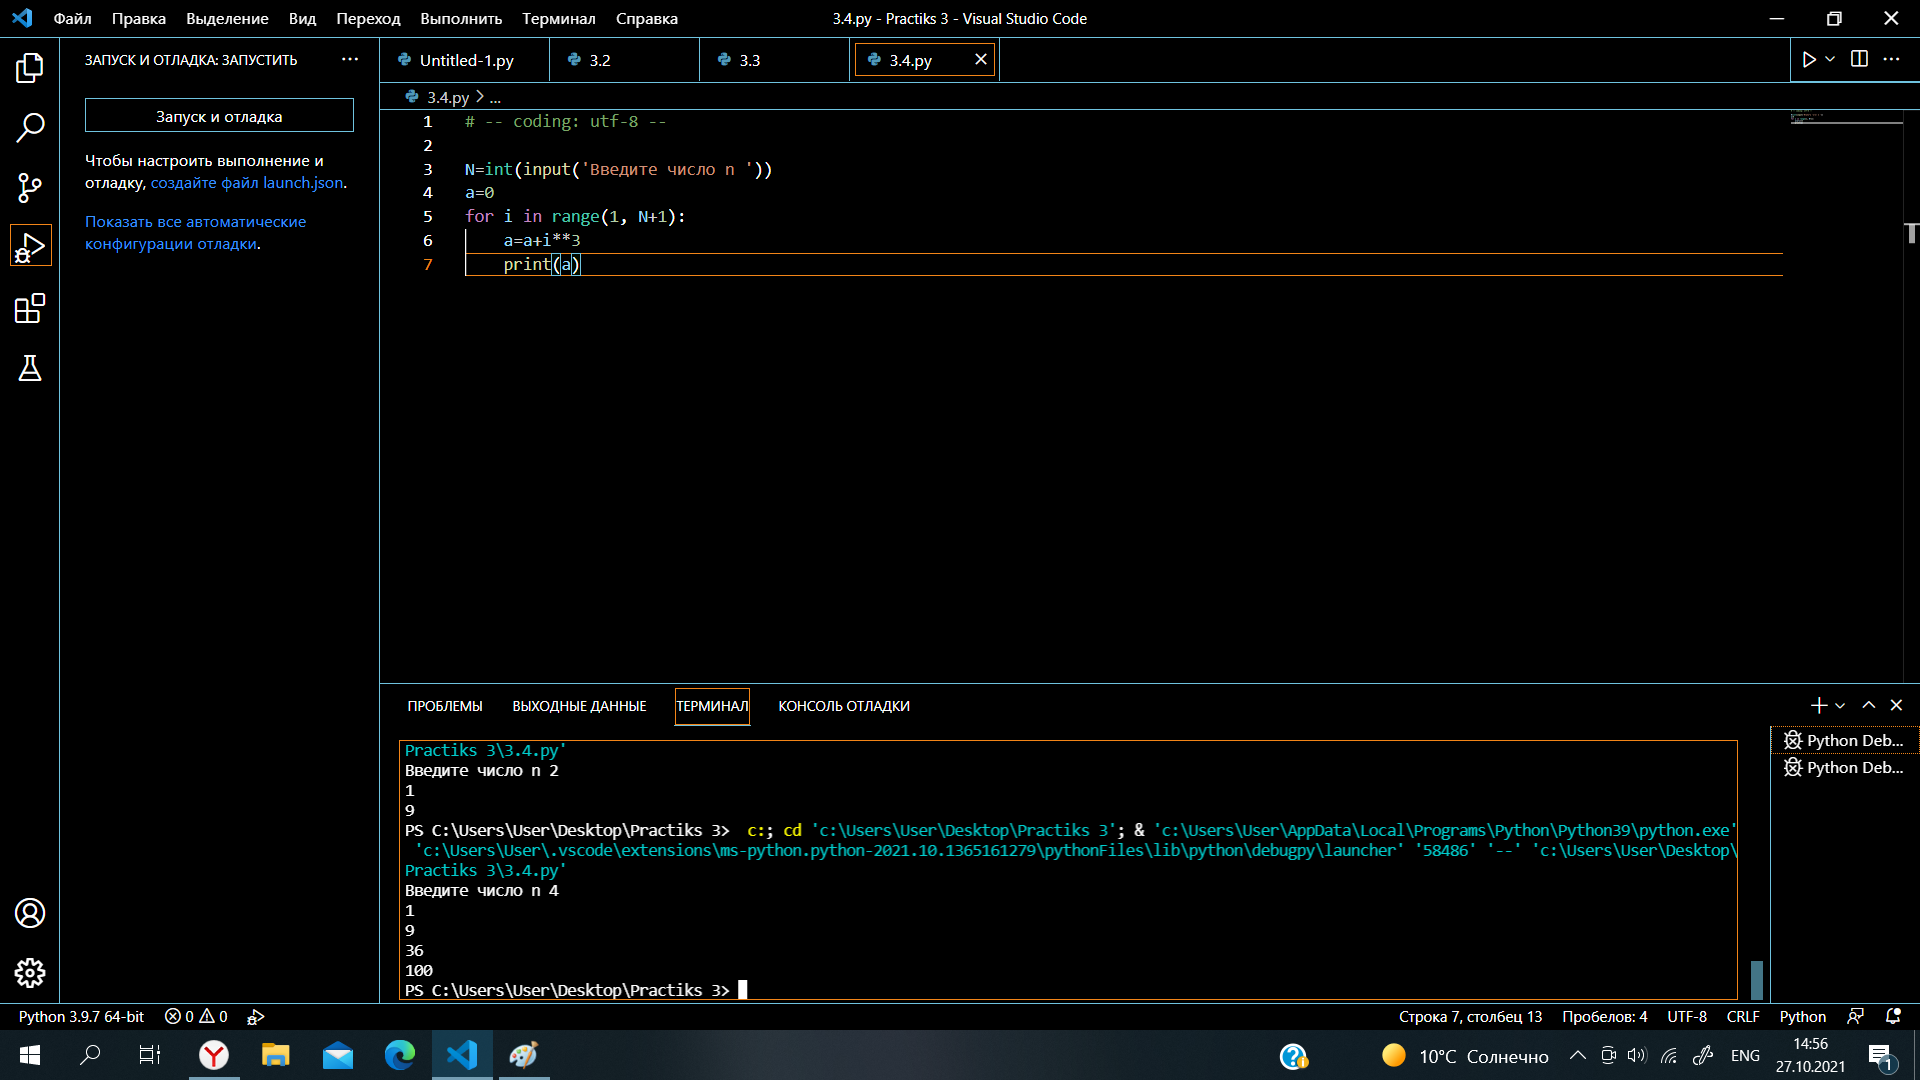 Файл Правка Выделение Вид Переход Выполнить Терминал Справка 3.4.py - Practiks 3 - Visual Studio Code
ЗАПУСК И ОТЛАДКА: ЗАПУСТИТЬ ...
Запуск и отладка
Чтобы настроить выполнение и
отладку, создайте файл launch.json.
Показать все автоматические
конфигурации отладки.
Untitled-1.py 3.2 3.3 3.4.py
3.4.py > ...
1 # -- coding: utf-8 --
2
3 N=int(input('Введите число n '))
4 a=0
5 for i in range(1, N+1):
6 a=a+i**3
7 print(a)
ПРОБЛЕМЫ ВЫХОДНЫЕ ДАННЫЕ ТЕРМИНАЛ КОНСОЛЬ ОТЛАДКИ
Practiks 3\3.4.py'
Введите число n 2
1
9
PS C:\Users\User\Desktop\Practiks 3> c:; cd 'c:\Users\User\Desktop\Practiks 3'; & 'c:\Users\User\AppData\Local\Programs\Python\Python39\python.exe'
'c:\Users\User\.vscode\extensions\ms-python.python-2021.10.1365161279\pythonFiles\lib\python\debugpy\launcher' '58486' '--' 'c:\Users\User\Desktop\
Practiks 3\3.4.py'
Введите число n 4
1
9
36
100
PS C:\Users\User\Desktop\Practiks 3>
Python Deb...
Python Deb...
Python 3.9.7 64-bit 0 0 Строка 7, столбец 13 Пробелов: 4 UTF-8 CRLF Python
10°C Солнечно ENG 14:56
27.10.2021
1